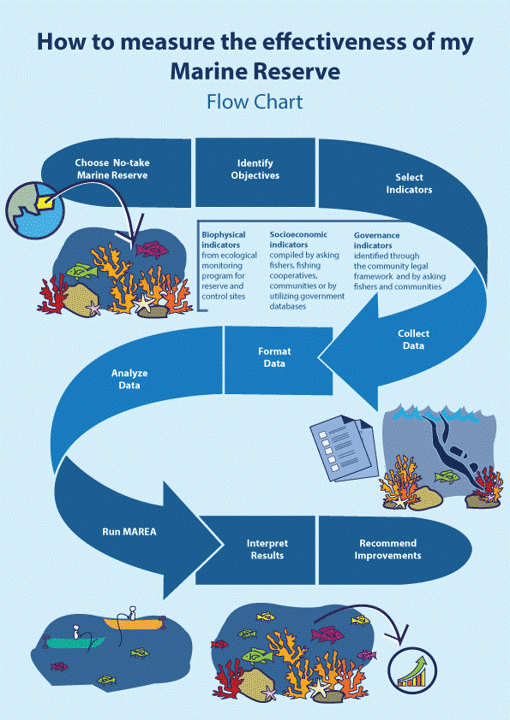 How to measure the effectiveness of my
Marine Reserve
Flow Chart
Choose No-take
Marine Reserve
Identify
Objectives
Select
Indicators
Biophysical
indicators
from ecological
monitoring
program for
reserve and
control sites
Socioeconomic
indicators
compiled by asking
fishers, fishing
cooperatives,
communities or by
utilizing government
databases
Governance
indicators
identified through
the community legal
framework and by asking
fishers and communities
Collect
Data
Format
Data
Analyze
Data
Run MAREA
Interpret
Results
Recommend
Improvements